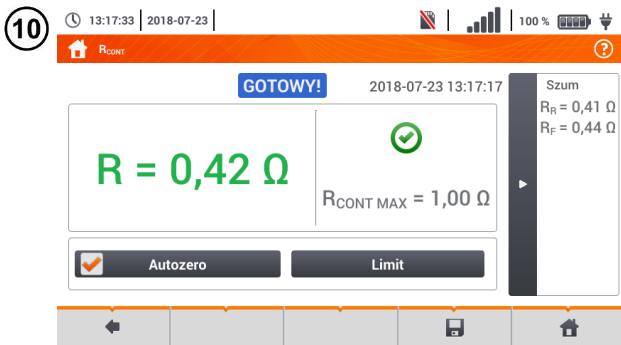 10
13:17:33 2018-07-23 100 %
RCONT
GOTOWY! 2018-07-23 13:17:17
Szum
RR = 0,41 Ω
RF = 0,44 Ω
R = 0,42 Ω
RCONT MAX = 1,00 Ω
Autozero Limit